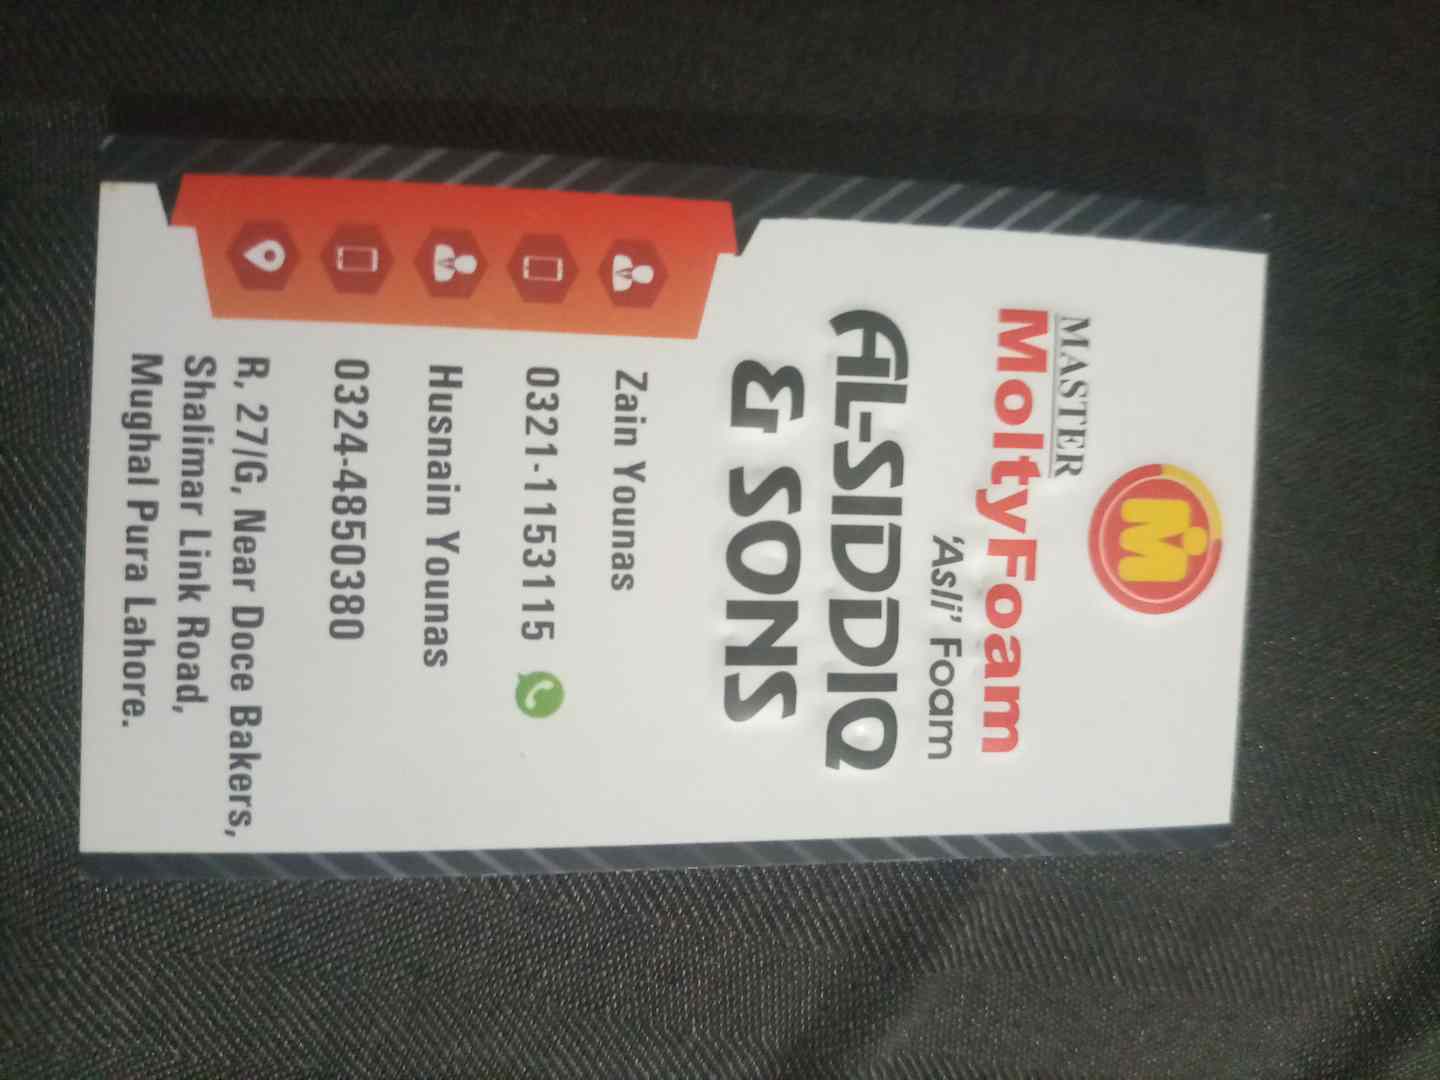 M
MASTER
MoltyFoam
'Asli' Foam
AL-SIDDIQ
& SONS
Zain Younas
0321-1153115
Husnain Younas
0324-4850380
R, 27/G, Near Doce Bakers,
Shalimar Link Road,
Mughal Pura Lahore.